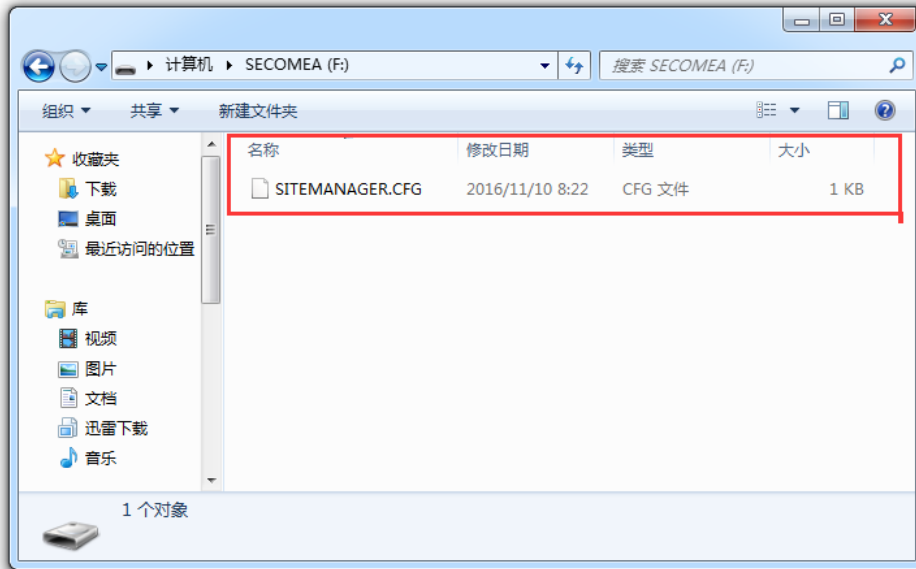 计算机 SECOMEA (F:) 搜索 SECOMEA (F:)
组织 共享 新建文件夹
名称 修改日期 类型 大小
SITEMANAGER.CFG 2016/11/10 8:22 CFG 文件 1 KB
收藏夹
下载
桌面
最近访问的位置
库
视频
图片
文档
迅雷下载
音乐
1 个对象